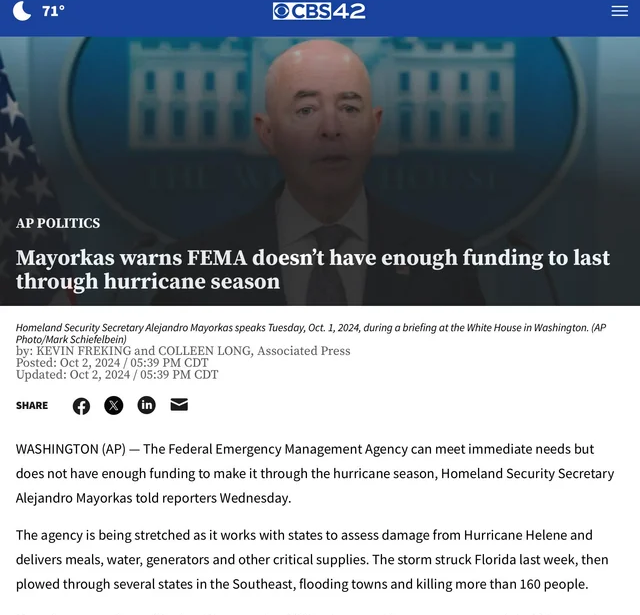 71°
CBS42
THE WHITE HOUSE
AP POLITICS
Mayorkas warns FEMA doesn’t have enough funding to last
through hurricane season
Homeland Security Secretary Alejandro Mayorkas speaks Tuesday, Oct. 1, 2024, during a briefing at the White House in Washington. (AP
Photo/Mark Schiefelbein)
by: KEVIN FREKING and COLLEEN LONG, Associated Press
Posted: Oct 2, 2024 / 05:39 PM CDT
Updated: Oct 2, 2024 / 05:39 PM CDT
SHARE
WASHINGTON (AP) — The Federal Emergency Management Agency can meet immediate needs but
does not have enough funding to make it through the hurricane season, Homeland Security Secretary
Alejandro Mayorkas told reporters Wednesday.
The agency is being stretched as it works with states to assess damage from Hurricane Helene and
delivers meals, water, generators and other critical supplies. The storm struck Florida last week, then
plowed through several states in the Southeast, flooding towns and killing more than 160 people.